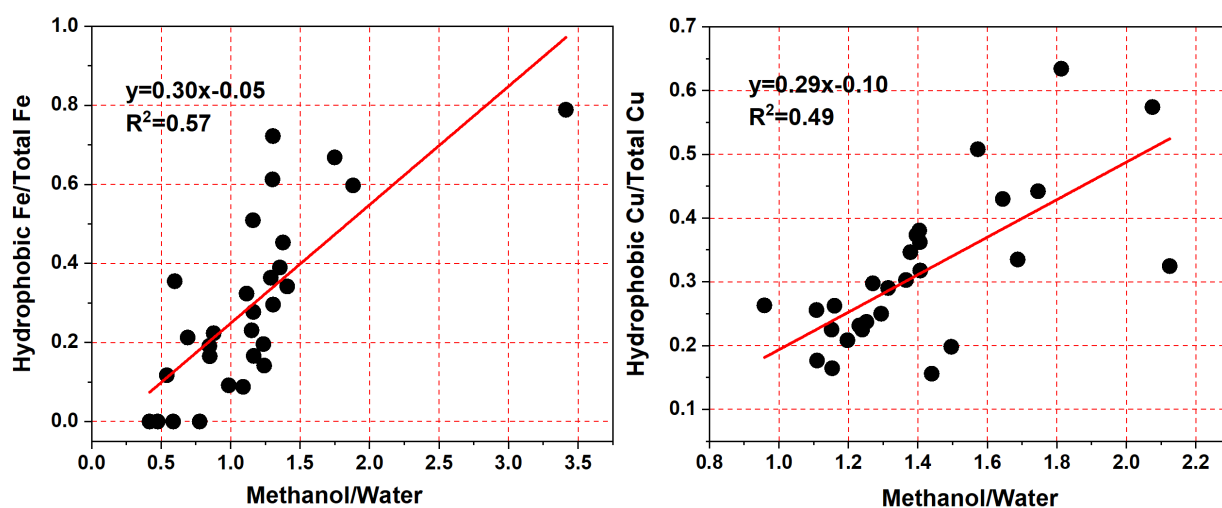 1.0
0.8
0.6
0.4
0.2
0.0
Hydrophobic Fe/Total Fe
y=0.30x-0.05
R²=0.57
0.0 0.5 1.0 1.5 2.0 2.5 3.0 3.5
Methanol/Water
0.7
0.6
0.5
0.4
0.3
0.2
0.1
Hydrophobic Cu/Total Cu
y=0.29x-0.10
R²=0.49
0.8 1.0 1.2 1.4 1.6 1.8 2.0 2.2
Methanol/Water